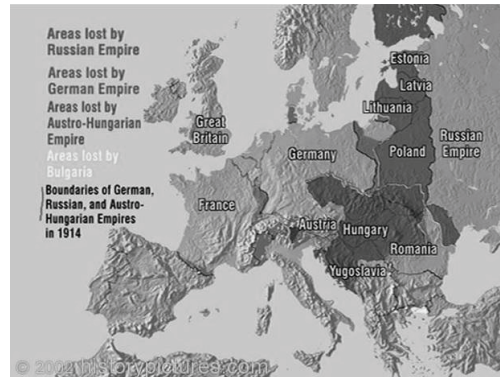 Areas lost by
Russian Empire
Areas lost by
German Empire
Areas lost by
Austro-Hungarian
Empire
Areas lost by
Bulgaria
Boundaries of German,
Russian, and Austro-
Hungarian Empires
in 1914
Estonia
Latvia
Lithuania
Great
Britain
Russian
Empire
Germany
Poland
France
Austria
Hungary
Romania
Yugoslavia
historypictures.com